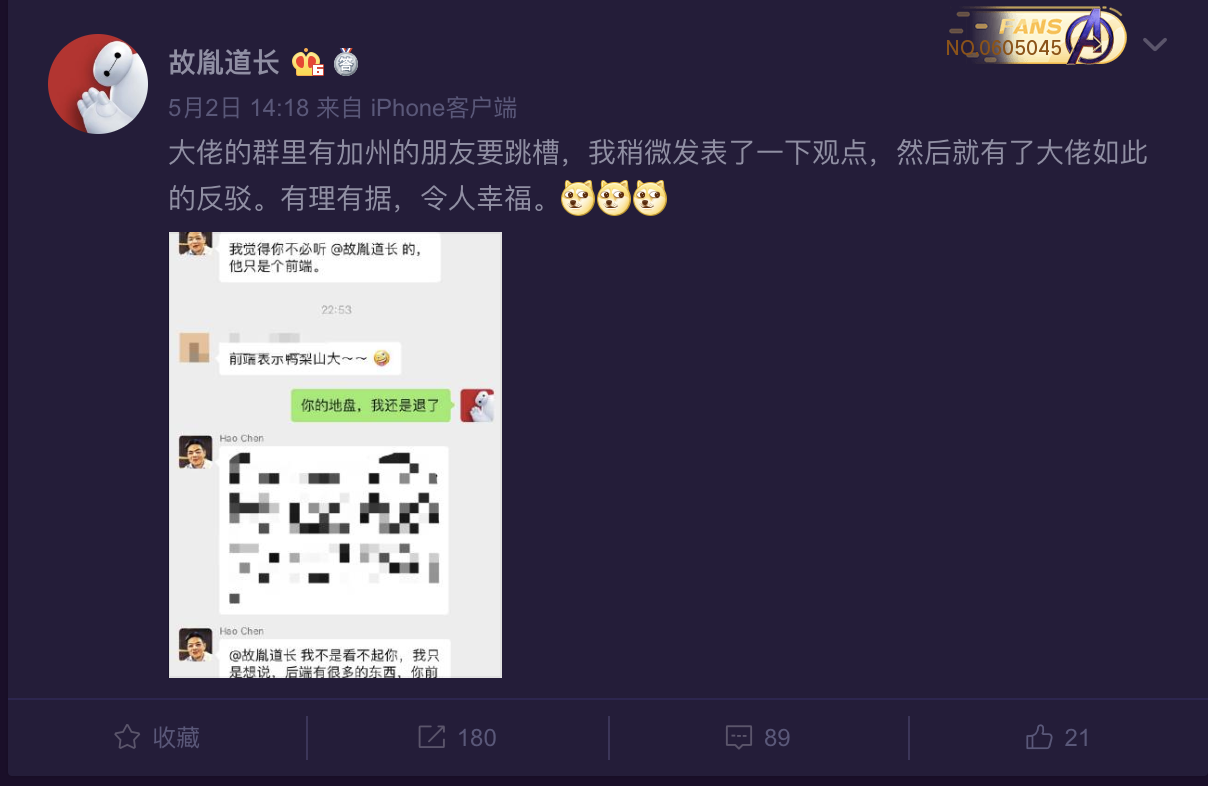 FANS
NO.0605045
故胤道长
6
答
5月2日 14:18 来自 iPhone客户端
大佬的群里有加州的朋友要跳槽，我稍微发表了一下观点，然后就有了大佬如此
的反驳。有理有据，令人幸福。
我觉得你不必听 @故胤道长 的，
他只是个前端。
22:53
前端表示鸭梨山大～～
你的地盘，我还是退了
Hao Chen
Hao Chen
@故胤道长 我不是看不起你，我只
是想说，后端有很多的东西，你前
收藏
180
89
21